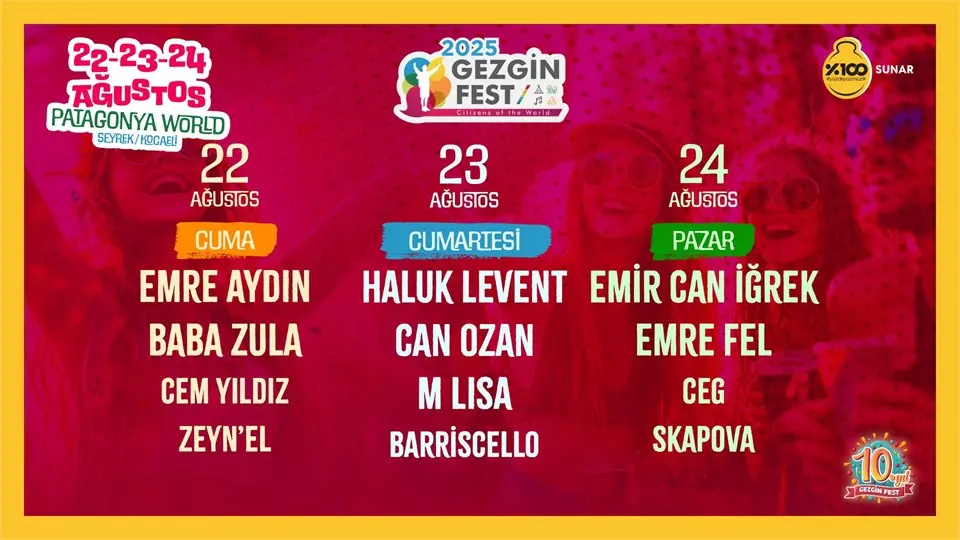 22-23-24
AĞUSTOS
PATAGONYA WORLD
SEYREK/KOCAELİ
2025
GEZGİN
FEST
Citizens of the World
%100
SUNAR
22
AĞUSTOS
CUMA
EMRE AYDIN
BABA ZULA
CEM YILDIZ
ZEYN'EL
23
AĞUSTOS
CUMARTESİ
HALUK LEVENT
CAN OZAN
M LISA
BARRİSCELLO
24
AĞUSTOS
PAZAR
EMİR CAN İĞREK
EMRE FEL
CEG
SKAPOVA
10.yıl
GEZGİN FEST